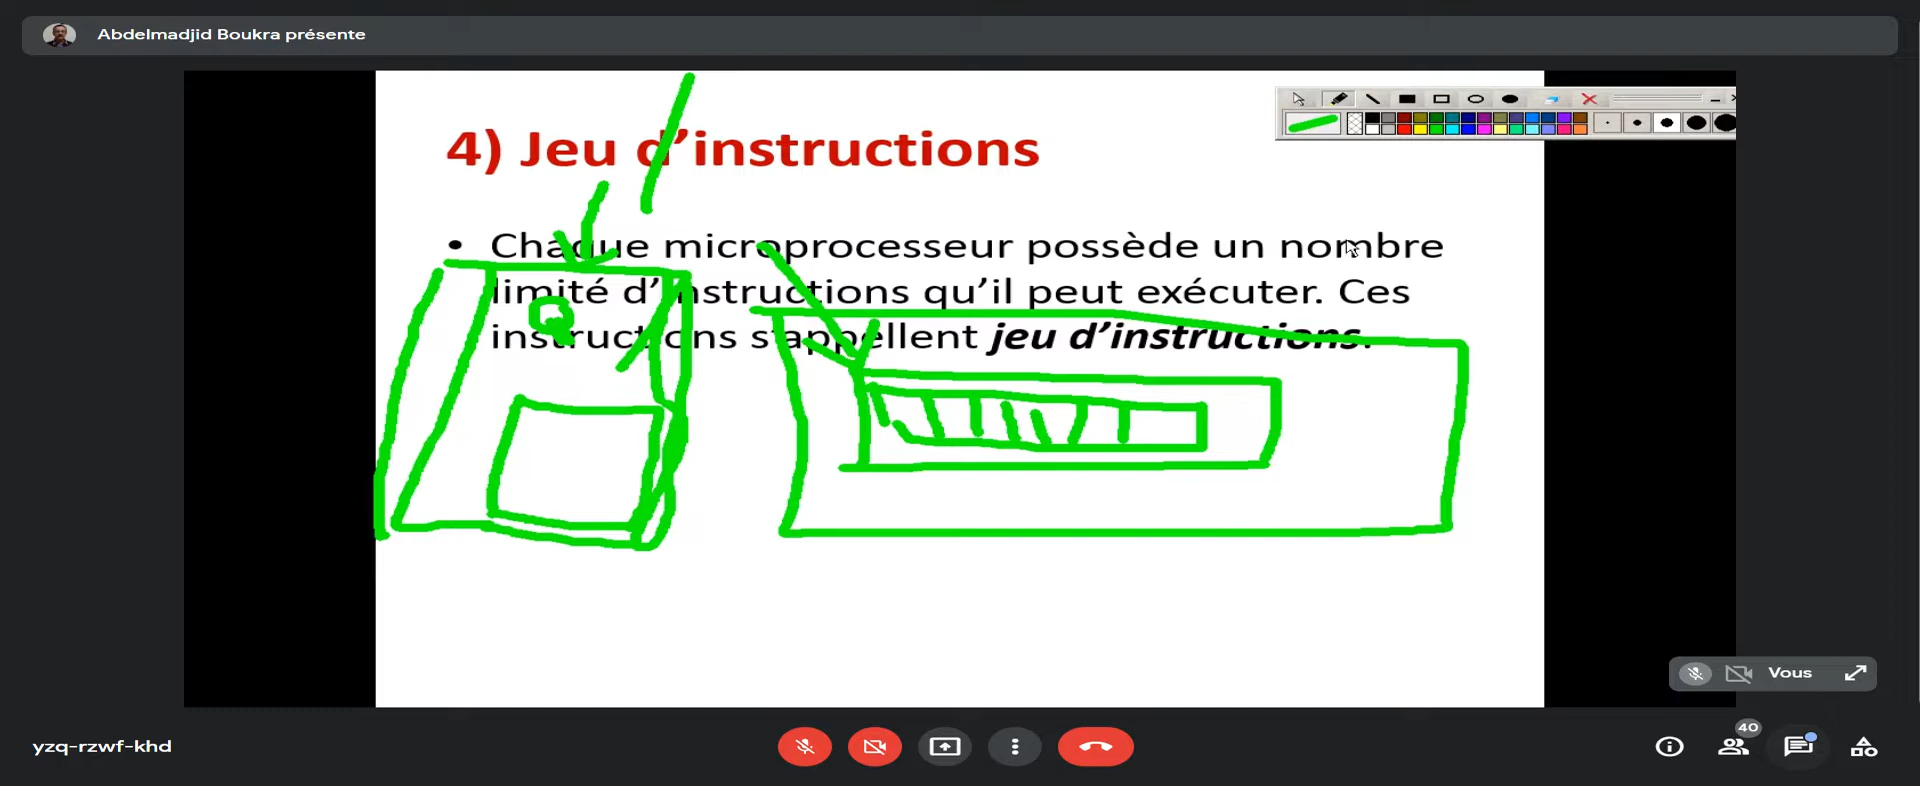 Abdelmadjid Boukra présente
4) Jeu d’instructions
• Chaque microprocesseur possède un nombre
limité d’instructions qu’il peut exécuter. Ces
instructions s’appellent jeu d’instructions.
Vous
yzq-rzwf-khd
40